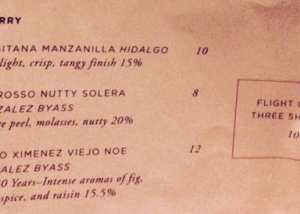 RRY
GITANA MANZANILLA HIDALGO 10
light, crisp, tangy finish 15%
ROSSO NUTTY SOLERA 8
ZALEZ BYASS
e peel, molasses, nutty 20%
O XIMENEZ VIEJO NOE 12
ALEZ BYASS
0 Years—Intense aromas of fig,
spice, and raisin 15.5%
FLIGHT
THREE SH
10